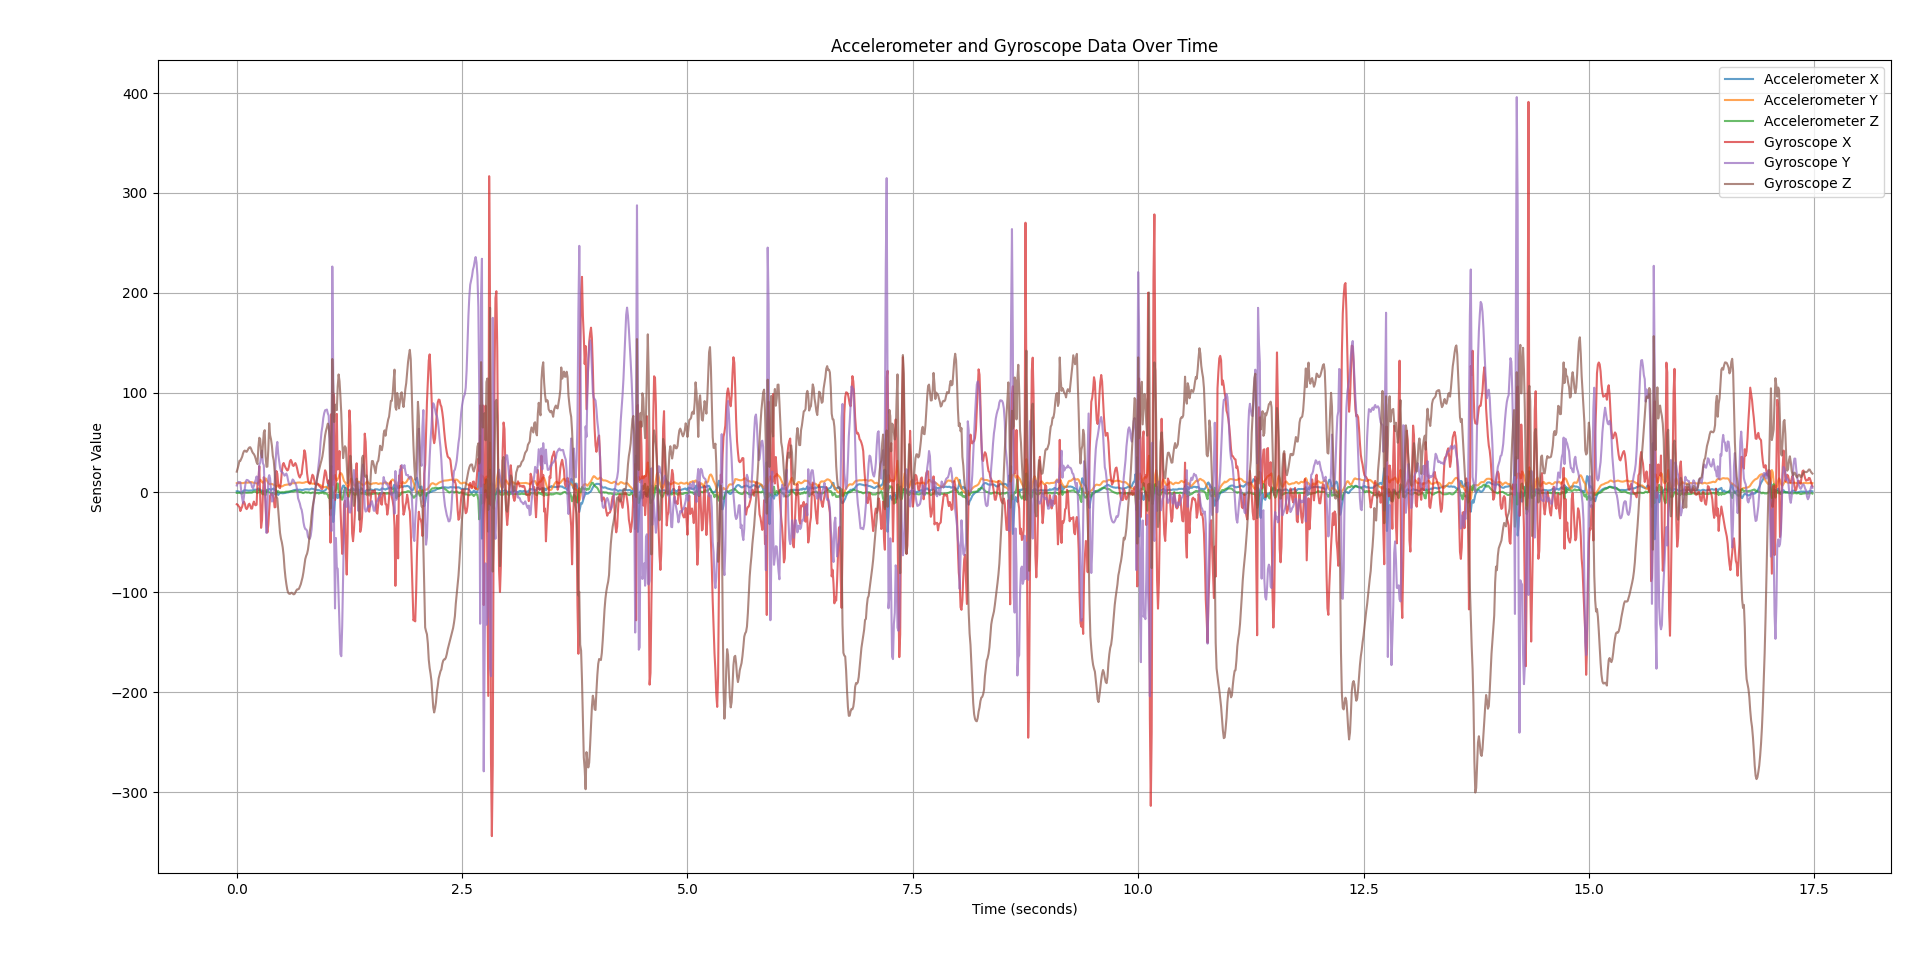 Accelerometer and Gyroscope Data Over Time
Accelerometer X
Accelerometer Y
Accelerometer Z
Gyroscope X
Gyroscope Y
Gyroscope Z
Sensor Value
400
300
200
100
0
−100
−200
−300
0.0 2.5 5.0 7.5 10.0 12.5 15.0 17.5
Time (seconds)